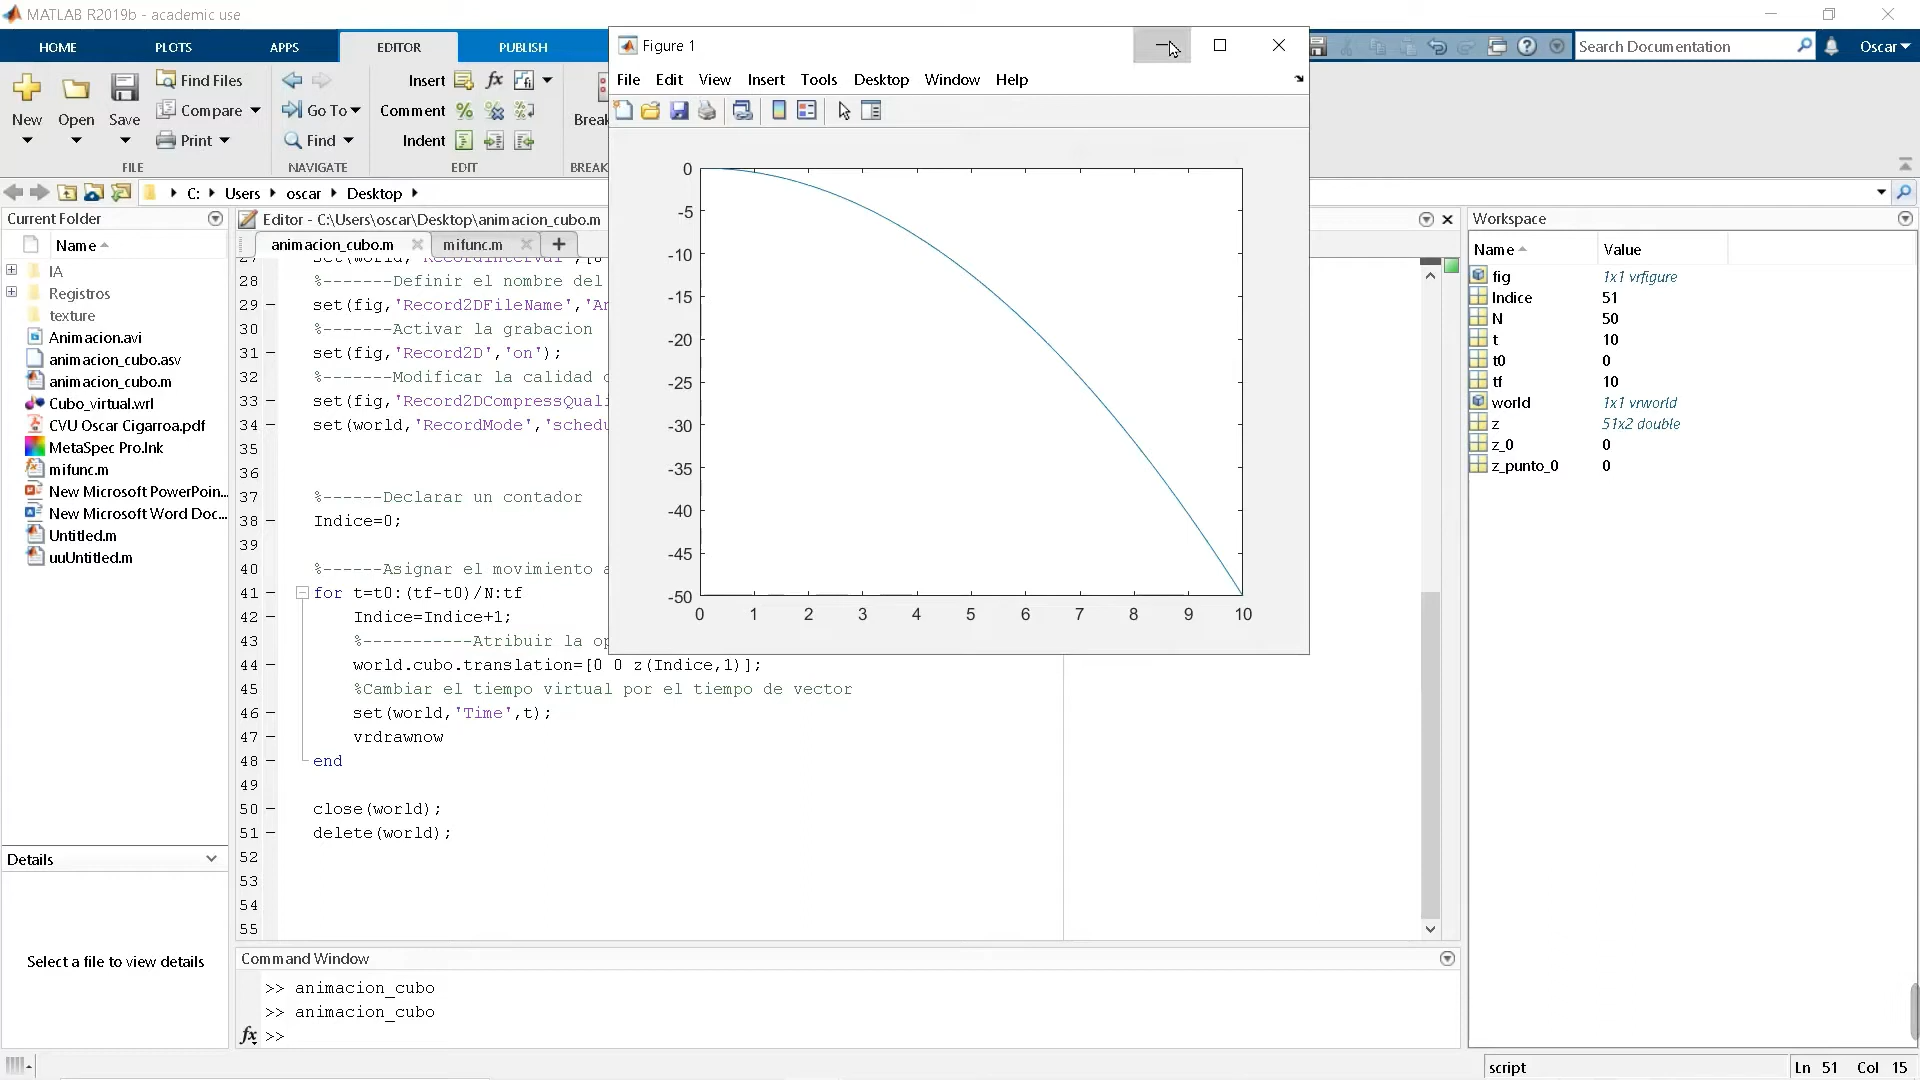 MATLAB R2019b - academic use
HOME
PLOTS
APPS
EDITOR
PUBLISH
Search Documentation
Oscar
New
Open
Save
Find Files
Compare
Print
FILE
Go To
Find
NAVIGATE
Insert
fx
Comment
Indent
EDIT
Break
BREAK
Figure 1
File Edit View Insert Tools Desktop Window Help
0
-5
-10
-15
-20
-25
-30
-35
-40
-45
-50
0 1 2 3 4 5 6 7 8 9 10
C: Users oscar Desktop
Current Folder
Name
IA
Registros
texture
Animacion.avi
animacion_cubo.asv
animacion_cubo.m
Cubo_virtual.wrl
CVU Oscar Cigarroa.pdf
MetaSpec Pro.lnk
mifunc.m
New Microsoft PowerPoin...
New Microsoft Word Doc...
Untitled.m
uuUntitled.m
Details
Select a file to view details
Editor - C:\Users\oscar\Desktop\animacion_cubo.m
animacion_cubo.m
mifunc.m
28 %-------Definir el nombre del
29 set(fig,'Record2DFileName','An
30 %-------Activar la grabacion
31 set(fig,'Record2D','on');
32 %-------Modificar la calidad
33 set(fig,'Record2DCompressQuali
34 set(world,'RecordMode','schedu
35
36
37 %------Declarar un contador
38 Indice=0;
39
40 %------Asignar el movimiento a
41 for t=t0:(tf-t0)/N:tf
42 Indice=Indice+1;
43 %-----------Atribuir la op
44 world.cubo.translation=[0 0 z(Indice,1)];
45 %Cambiar el tiempo virtual por el tiempo de vector
46 set(world,'Time',t);
47 vrdrawnow
48 end
49
50 close(world);
51 delete(world);
52
53
54
55
Command Window
>> animacion_cubo
>> animacion_cubo
fx >>
Workspace
Name Value
fig 1x1 vrfigure
Indice 51
N 50
t 10
t0 0
tf 10
world 1x1 vrworld
z 51x2 double
z_0 0
z_punto_0 0
script
Ln 51 Col 15